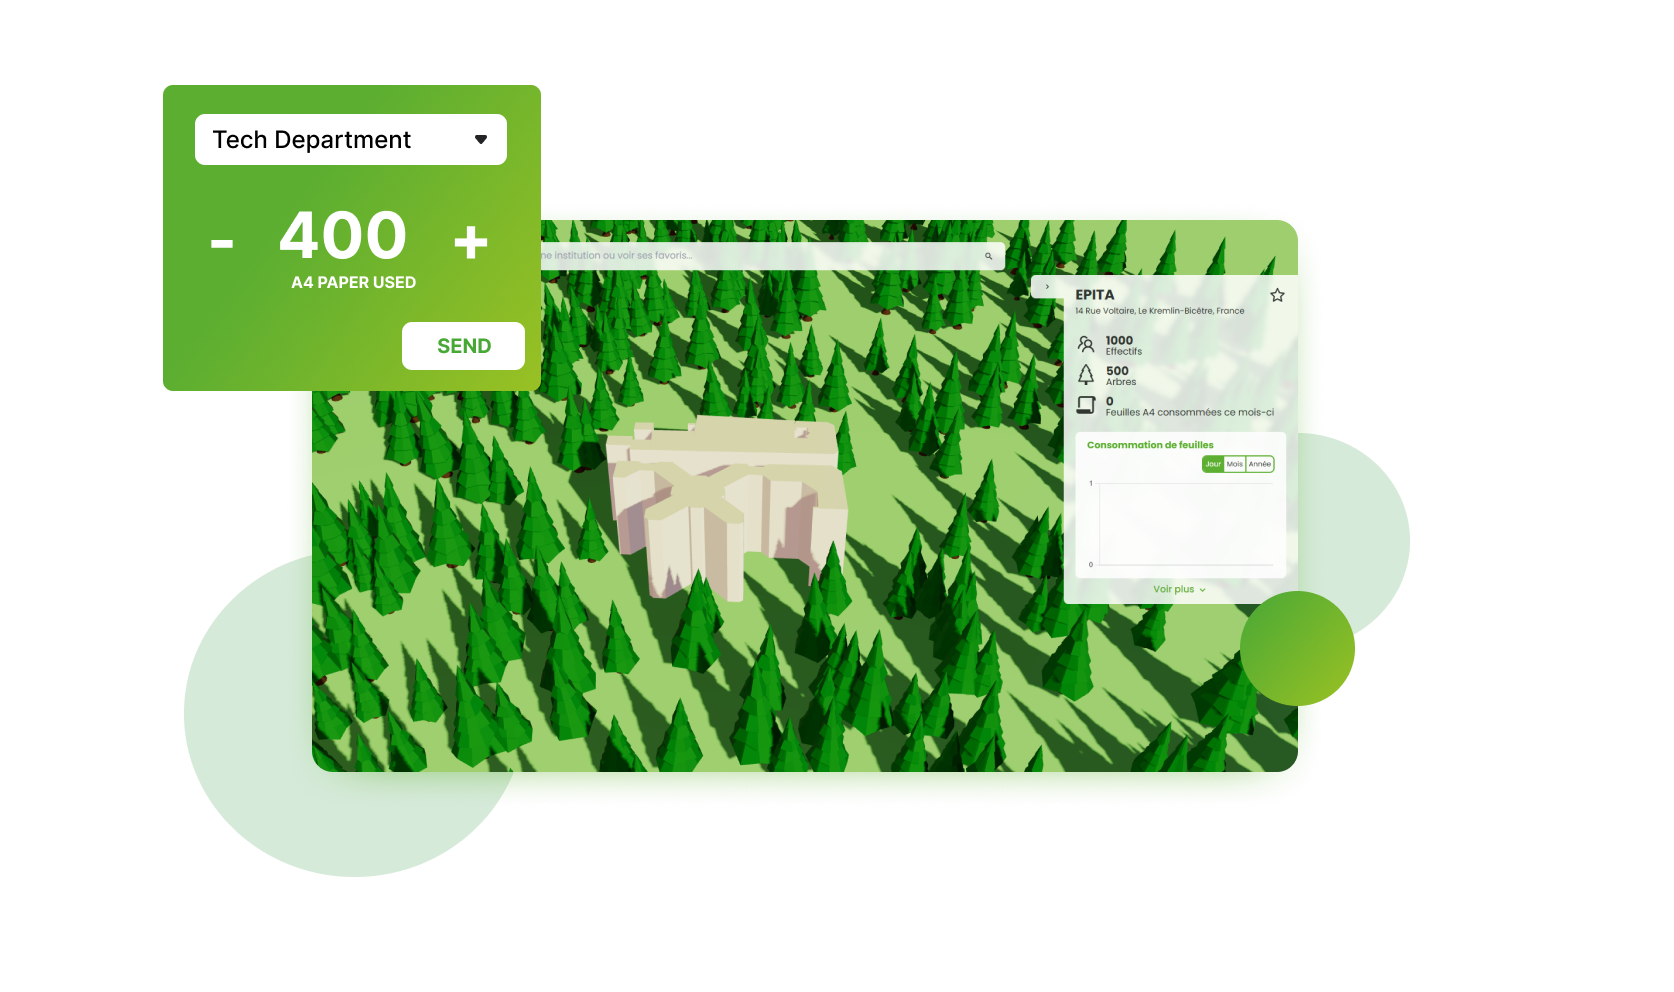 Tech Department
- 400 +
A4 PAPER USED
SEND
ne institution ou voir ses favoris...
EPITA
14 Rue Voltaire, Le Kremlin-Bicêtre, France
1000
Effectifs
500
Arbres
0
Feuilles A4 consommées ce mois-ci
Consommation de feuilles
Jour Mois Année
1
0
Voir plus